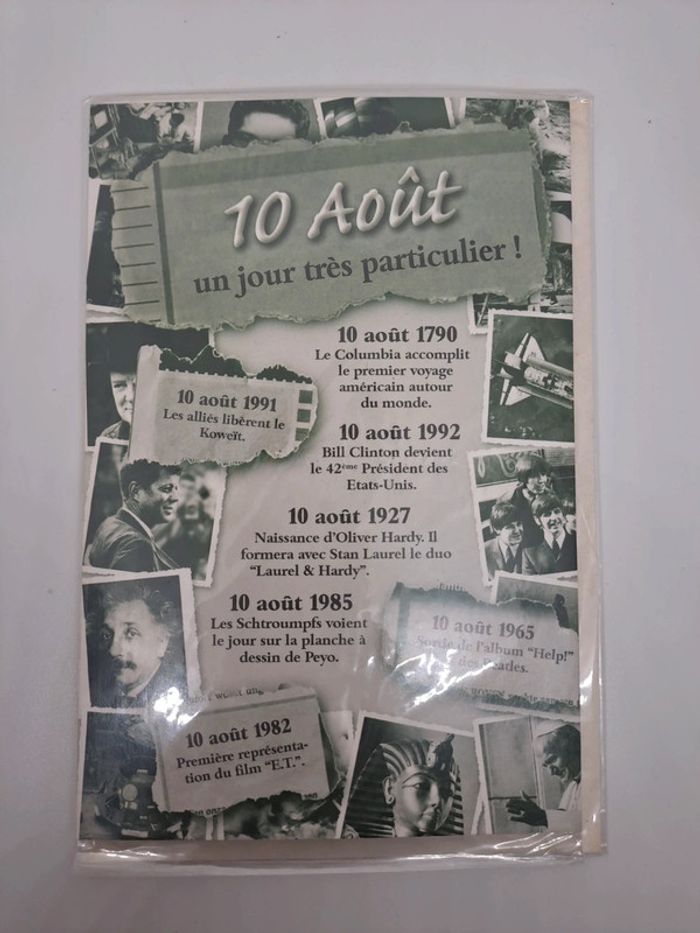 10 Août
un jour très particulier !
10 août 1790
Le Columbia accomplit
le premier voyage
américain autour
du monde.
10 août 1991
Les alliés libèrent le
Koweït.
10 août 1992
Bill Clinton devient
le 42ème Président des
Etats-Unis.
10 août 1927
Naissance d'Oliver Hardy. Il
formera avec Stan Laurel le duo
"Laurel & Hardy".
10 août 1985
Les Schtroumpfs voient
le jour sur la planche à
dessin de Peyo.
10 août 1965
Sortie de l'album "Help!"
des Beatles.
10 août 1982
Première représenta-
tion du film "E.T.".